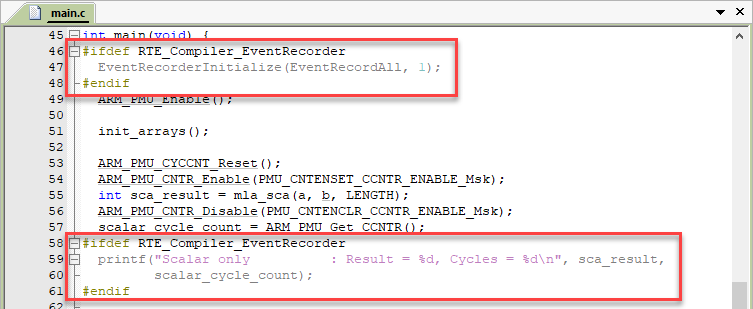 main.c
45 int main(void) {
46 #ifdef RTE_Compiler_EventRecorder
47 EventRecorderInitialize(EventRecordAll, 1);
48 #endif
49 ARM_PMU_Enable();
50
51 init_arrays();
52
53 ARM_PMU_CYCCNT_Reset();
54 ARM_PMU_CNTR_Enable(PMU_CNTENSET_CCNTR_ENABLE_Msk);
55 int sca_result = mla_sca(a, b, LENGTH);
56 ARM_PMU_CNTR_Disable(PMU_CNTENCLR_CCNTR_ENABLE_Msk);
57 scalar_cycle_count = ARM_PMU_Get_CCNTR();
58 #ifdef RTE_Compiler_EventRecorder
59 printf("Scalar only        : Result = %d, Cycles = %d\n", sca_result,
60 scalar_cycle_count);
61 #endif
62